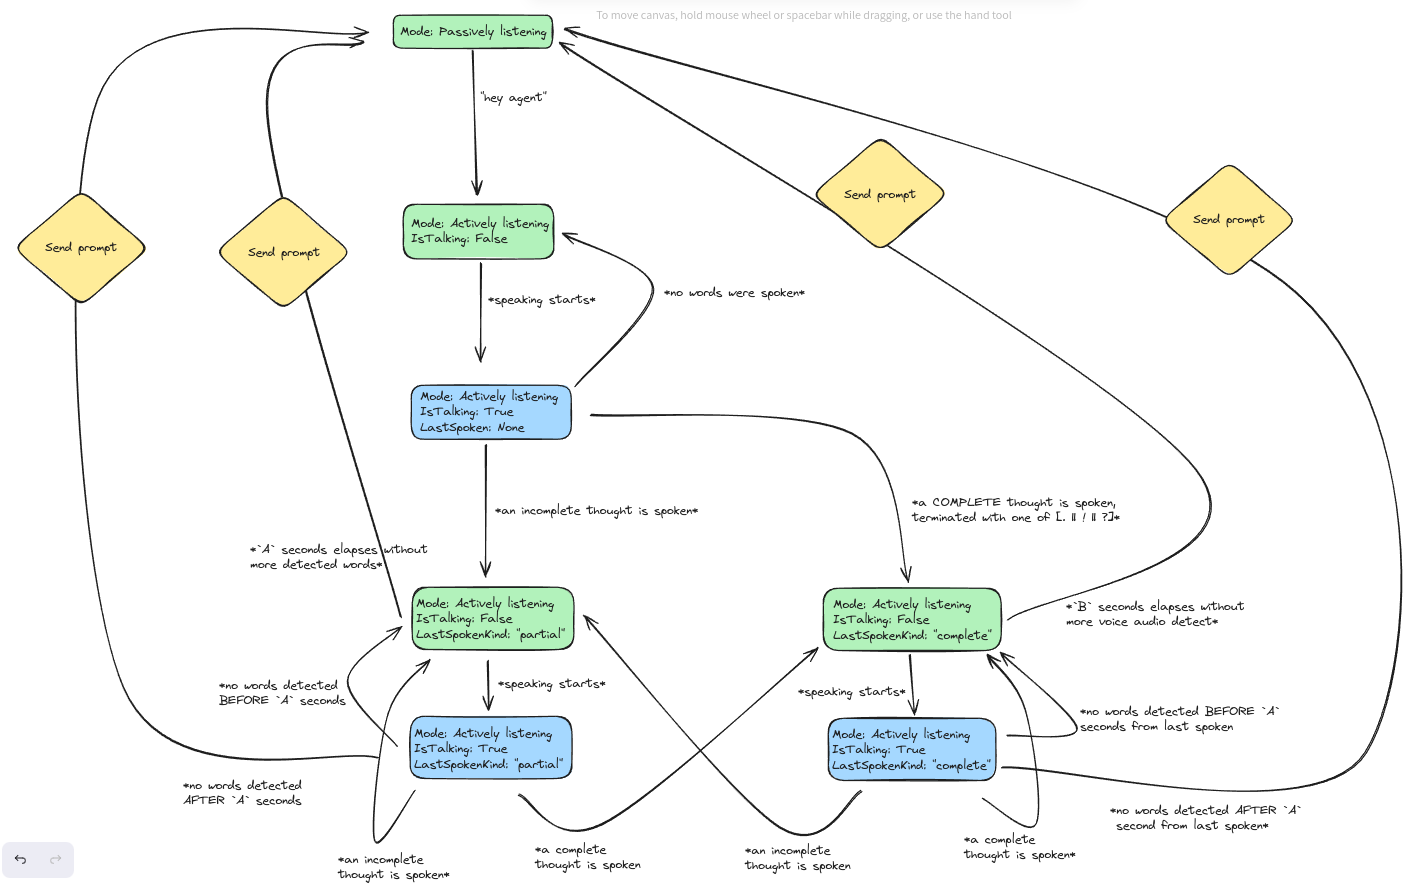 To move canvas, hold mouse wheel or spacebar while dragging, or use the hand tool
Mode: Passively listening
"hey agent"
Send prompt
Send prompt
Send prompt
Send prompt
Mode: Actively listening
IsTalking: False
*speaking starts*
*no words were spoken*
Mode: Actively listening
IsTalking: True
LastSpoken: None
*an incomplete thought is spoken*
*a COMPLETE thought is spoken,
terminated with one of [. || ! || ?]*
*`A` seconds elapses without
more detected words*
Mode: Actively listening
IsTalking: False
LastSpokenKind: "partial"
Mode: Actively listening
IsTalking: False
LastSpokenKind: "complete"
*`B` seconds elapses without
more voice audio detect*
*no words detected
BEFORE `A` seconds
*speaking starts*
*speaking starts*
*no words detected BEFORE `A`
seconds from last spoken
Mode: Actively listening
IsTalking: True
LastSpokenKind: "partial"
Mode: Actively listening
IsTalking: True
LastSpokenKind: "complete"
*no words detected
AFTER `A` seconds
*no words detected AFTER `A`
second from last spoken*
*an incomplete
thought is spoken*
*a complete
thought is spoken
*an incomplete
thought is spoken
*a complete
thought is spoken*